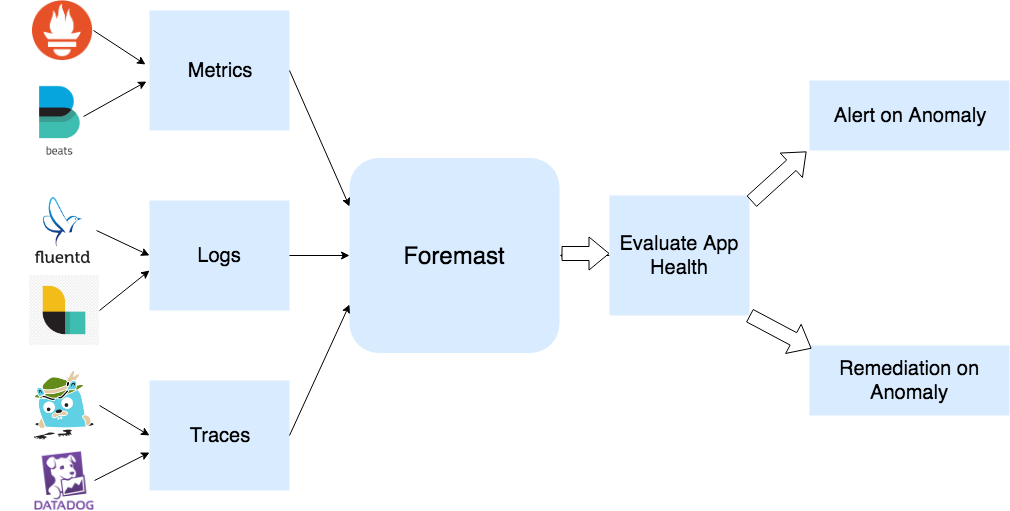 Metrics
beats
fluentd
Logs
Traces
DATADOG
Foremast
Evaluate App
Health
Alert on Anomaly
Remediation on
Anomaly